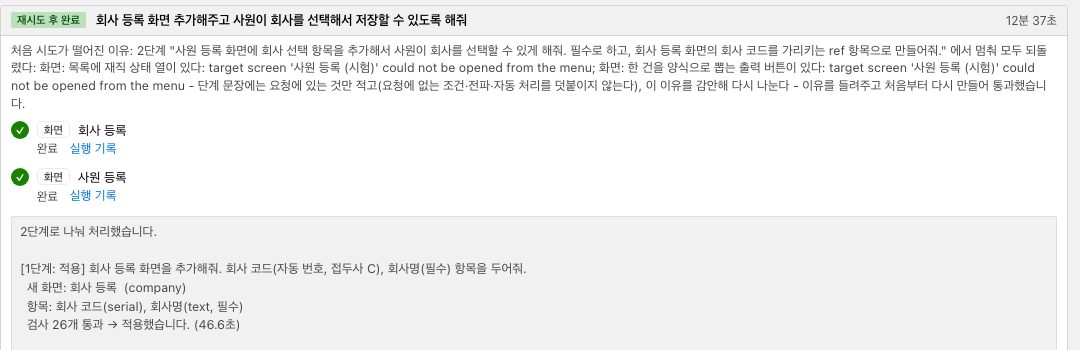 재시도 후 완료 회사 등록 화면 추가해주고 사원이 회사를 선택해서 저장할 수 있도록 해줘 12분 37초
처음 시도가 떨어진 이유: 2단계 "사원 등록 화면에 회사 선택 항목을 추가해서 사원이 회사를 선택할 수 있게 해줘. 필수로 하고, 회사 등록 화면의 회사 코드를 가리키는 ref 항목으로 만들어줘." 에서 멈춰 모두 되돌
렸다: 화면: 목록에 재직 상태 열이 있다: target screen '사원 등록 (시험)' could not be opened from the menu; 화면: 한 건을 양식으로 뽑는 출력 버튼이 있다: target screen '사원 등록 (시험)' could
not be opened from the menu – 단계 문장에는 요청에 있는 것만 적고(요청에 없는 조건·전파·자동 처리를 덧붙이지 않는다), 이 이유를 감안해 다시 나눈다 – 이유를 들려주고 처음부터 다시 만들어 통과했습니
다.
화면 회사 등록
완료 실행 기록
화면 사원 등록
완료 실행 기록
2단계로 나눠 처리했습니다.
[1단계: 적용] 회사 등록 화면을 추가해줘. 회사 코드(자동 번호, 접두사 C), 회사명(필수) 항목을 두어줘.
새 화면: 회사 등록 (company)
항목: 회사 코드(serial), 회사명(text, 필수)
검사 26개 통과 → 적용했습니다. (46.6초)